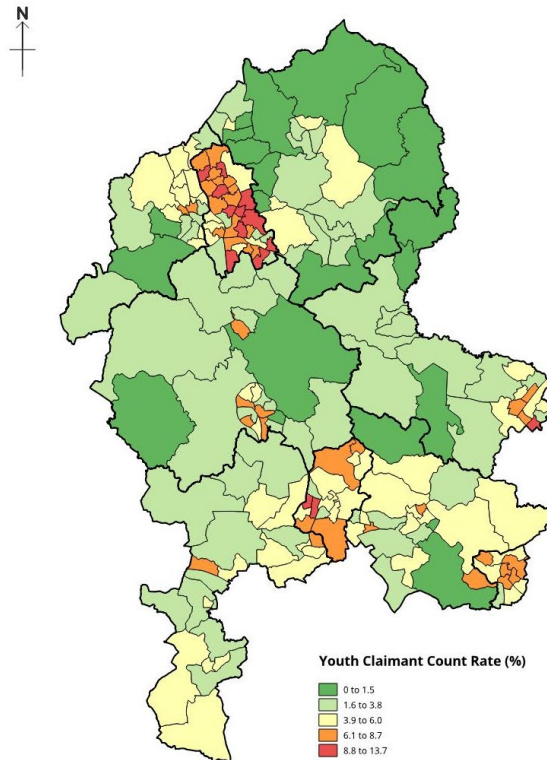 N
Youth Claimant Count Rate (%)
0 to 1.5
1.6 to 3.8
3.9 to 6.0
6.1 to 8.7
8.8 to 13.7